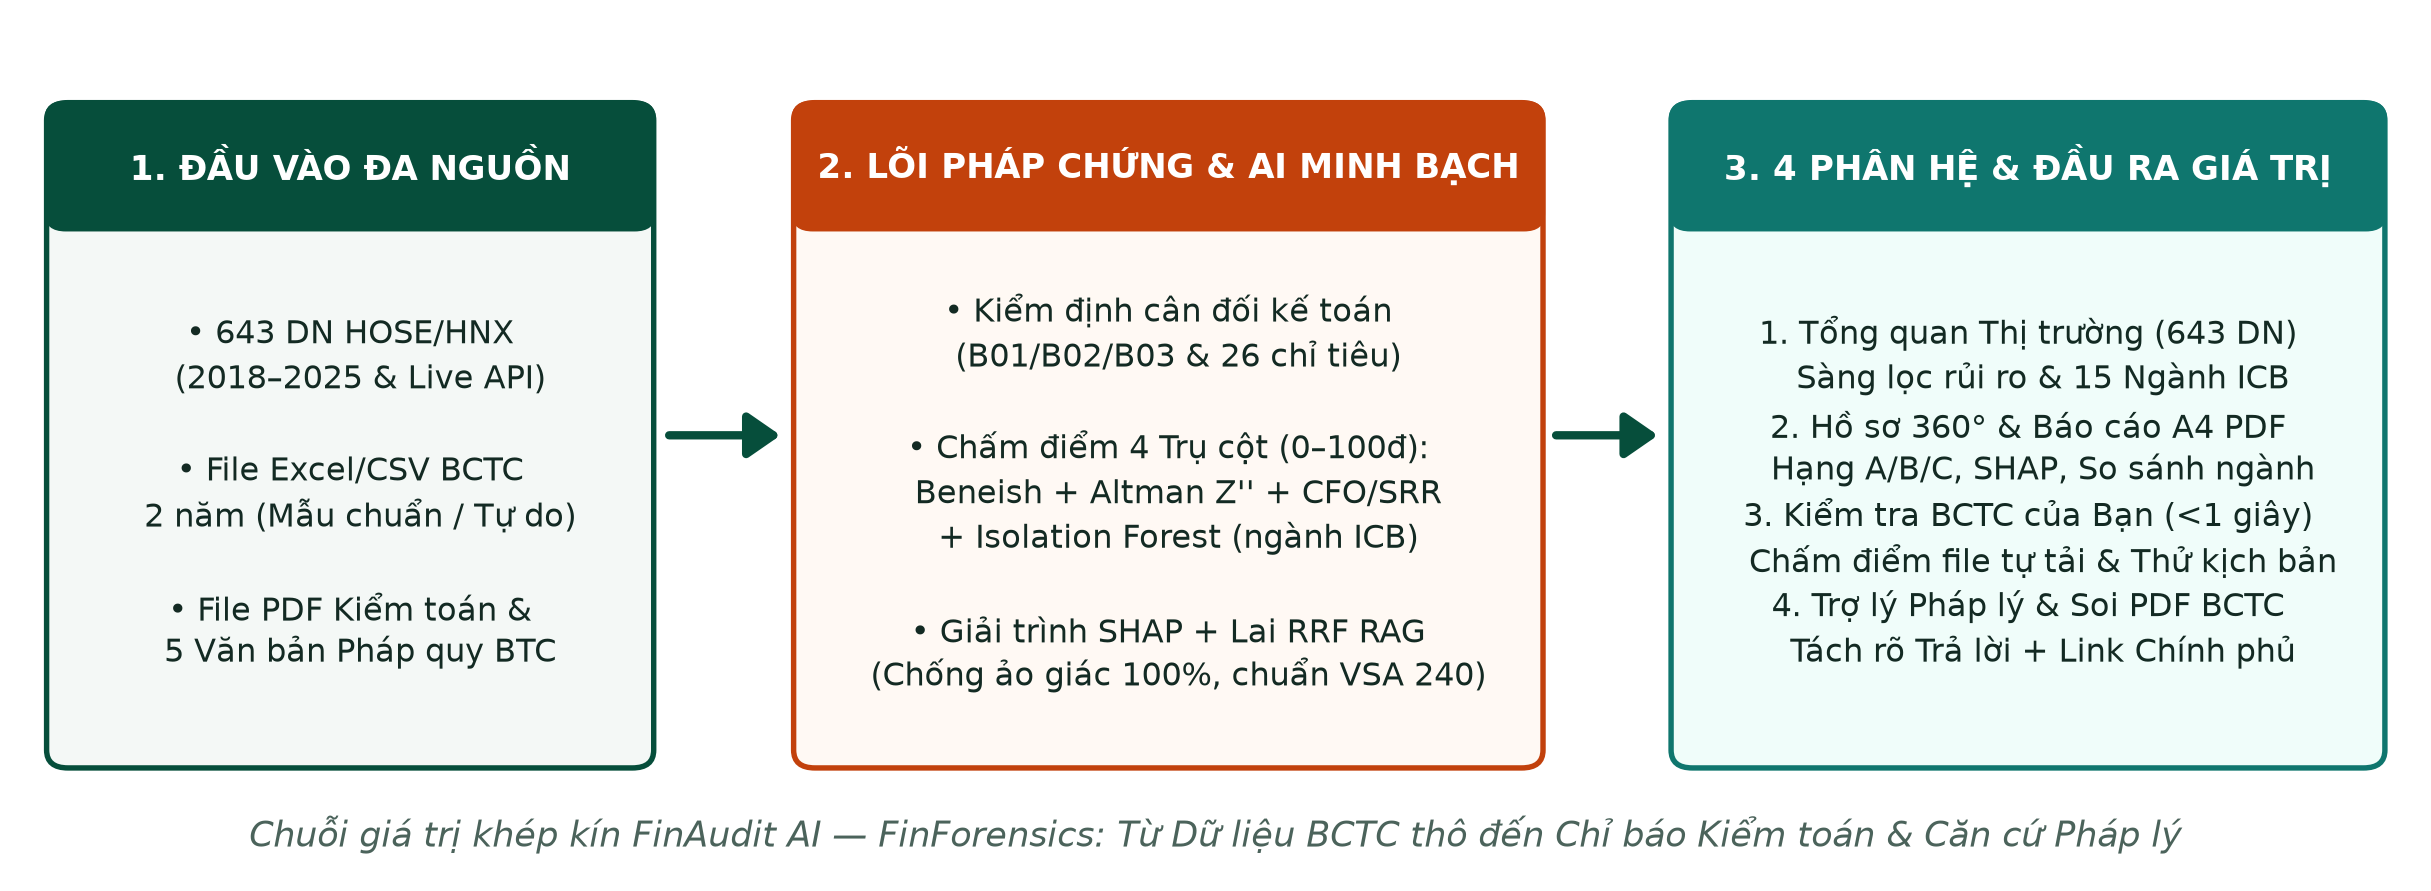 1. ĐẦU VÀO ĐA NGUỒN
• 643 DN HOSE/HNX
(2018–2025 & Live API)
• File Excel/CSV BCTC
2 năm (Mẫu chuẩn / Tự do)
• File PDF Kiểm toán &
5 Văn bản Pháp quy BTC
2. LÕI PHÁP CHỨNG & AI MINH BẠCH
• Kiểm định cân đối kế toán
(B01/B02/B03 & 26 chỉ tiêu)
• Chấm điểm 4 Trụ cột (0–100đ):
Beneish + Altman Z'' + CFO/SRR
+ Isolation Forest (ngành ICB)
• Giải trình SHAP + Lai RRF RAG
(Chống ảo giác 100%, chuẩn VSA 240)
3. 4 PHÂN HỆ & ĐẦU RA GIÁ TRỊ
1. Tổng quan Thị trường (643 DN)
Sàng lọc rủi ro & 15 Ngành ICB
2. Hồ sơ 360° & Báo cáo A4 PDF
Hạng A/B/C, SHAP, So sánh ngành
3. Kiểm tra BCTC của Bạn (<1 giây)
Chấm điểm file tự tải & Thử kịch bản
4. Trợ lý Pháp lý & Soi PDF BCTC
Tách rõ Trả lời + Link Chính phủ
Chuỗi giá trị khép kín FinAudit AI — FinForensics: Từ Dữ liệu BCTC thô đến Chỉ báo Kiểm toán & Căn cứ Pháp lý